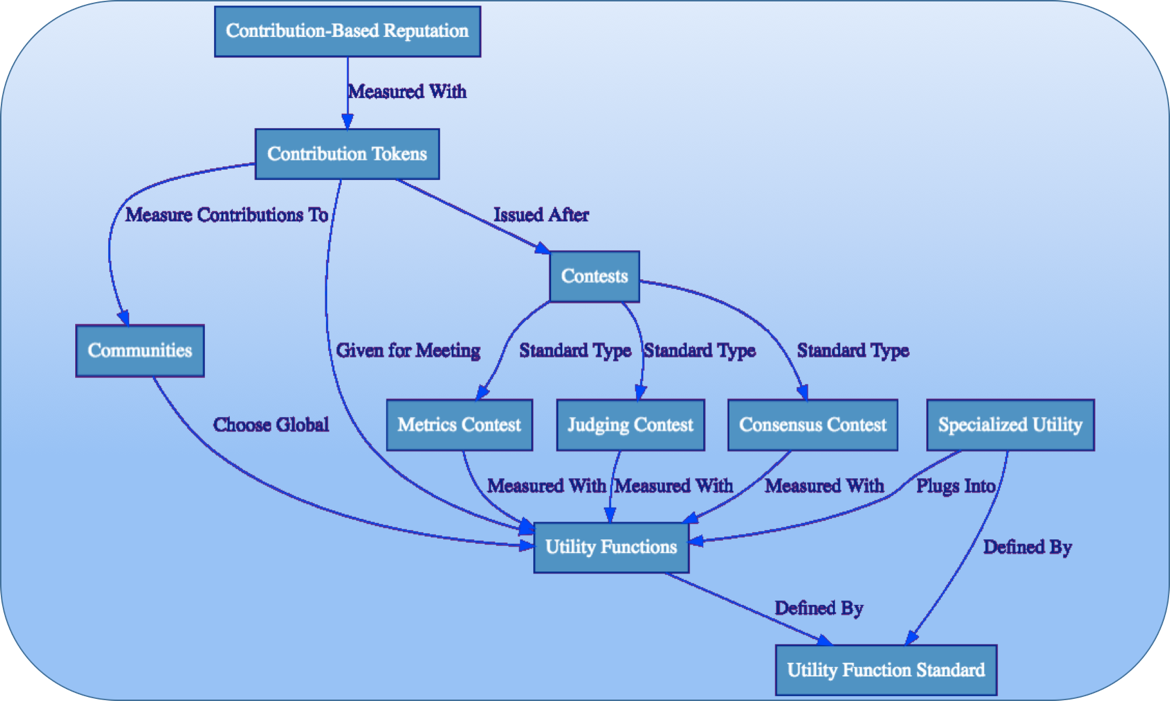 Contribution-Based Reputation
Measured With
Contribution Tokens
Measure Contributions To
Issued After
Contests
Communities
Given for Meeting
Standard Type
Standard Type
Standard Type
Choose Global
Metrics Contest
Judging Contest
Consensus Contest
Specialized Utility
Measured With
Measured With
Measured With
Plugs Into
Utility Functions
Defined By
Defined By
Utility Function Standard